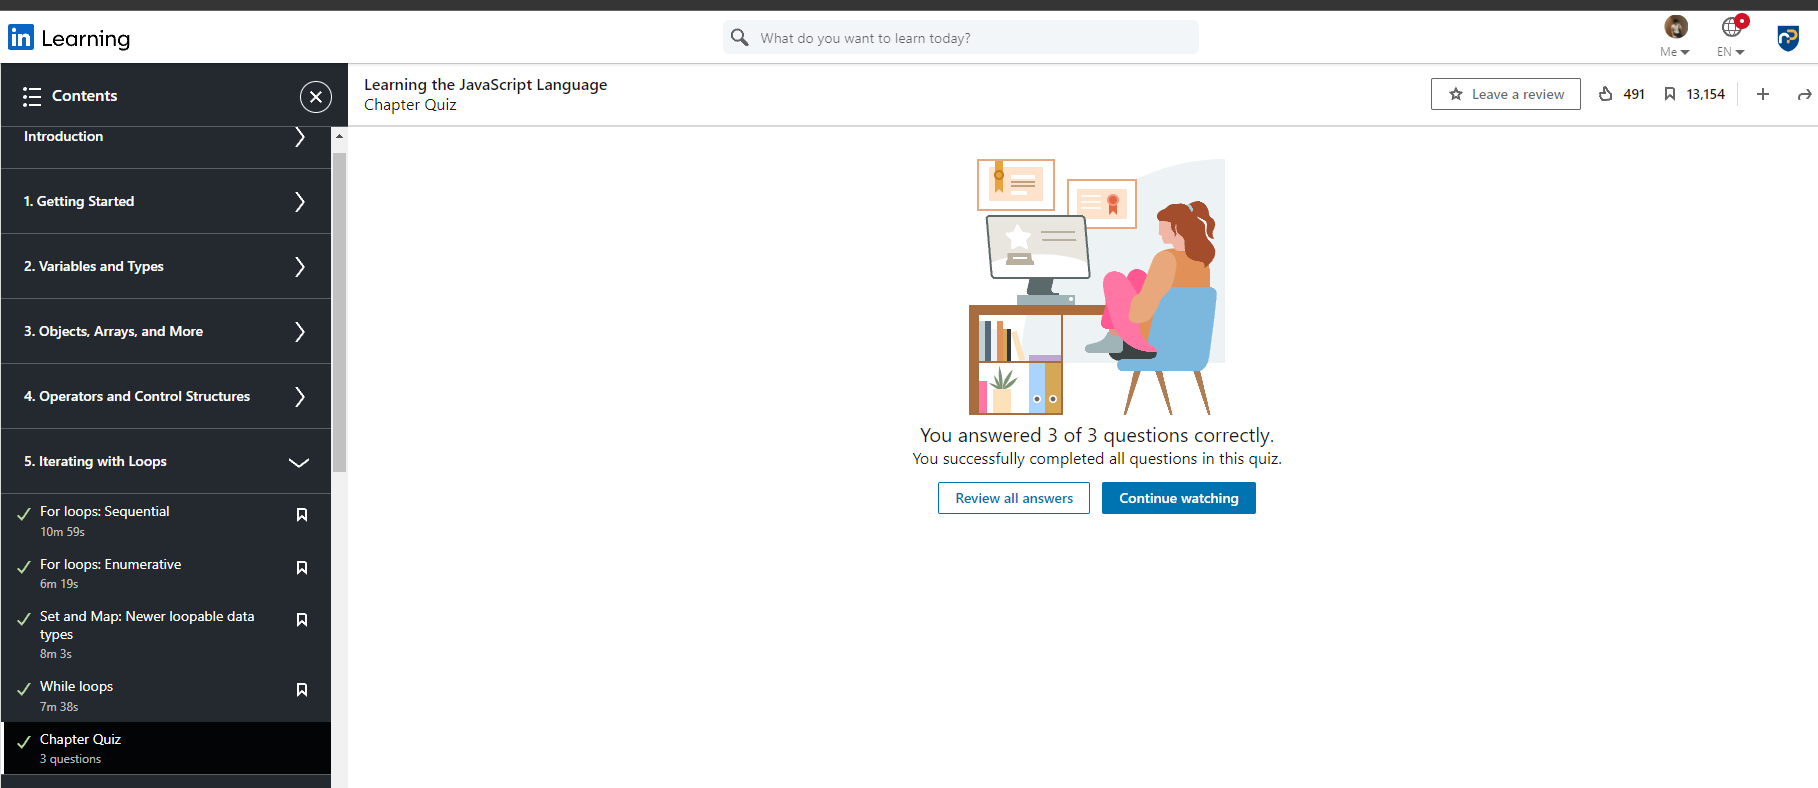 in Learning
What do you want to learn today?
Me
EN
Contents
Introduction
1. Getting Started
2. Variables and Types
3. Objects, Arrays, and More
4. Operators and Control Structures
5. Iterating with Loops
For loops: Sequential
10m 59s
For loops: Enumerative
6m 19s
Set and Map: Newer loopable data
types
8m 3s
While loops
7m 38s
Chapter Quiz
3 questions
Learning the JavaScript Language
Chapter Quiz
Leave a review
491
13,154
You answered 3 of 3 questions correctly.
You successfully completed all questions in this quiz.
Review all answers
Continue watching